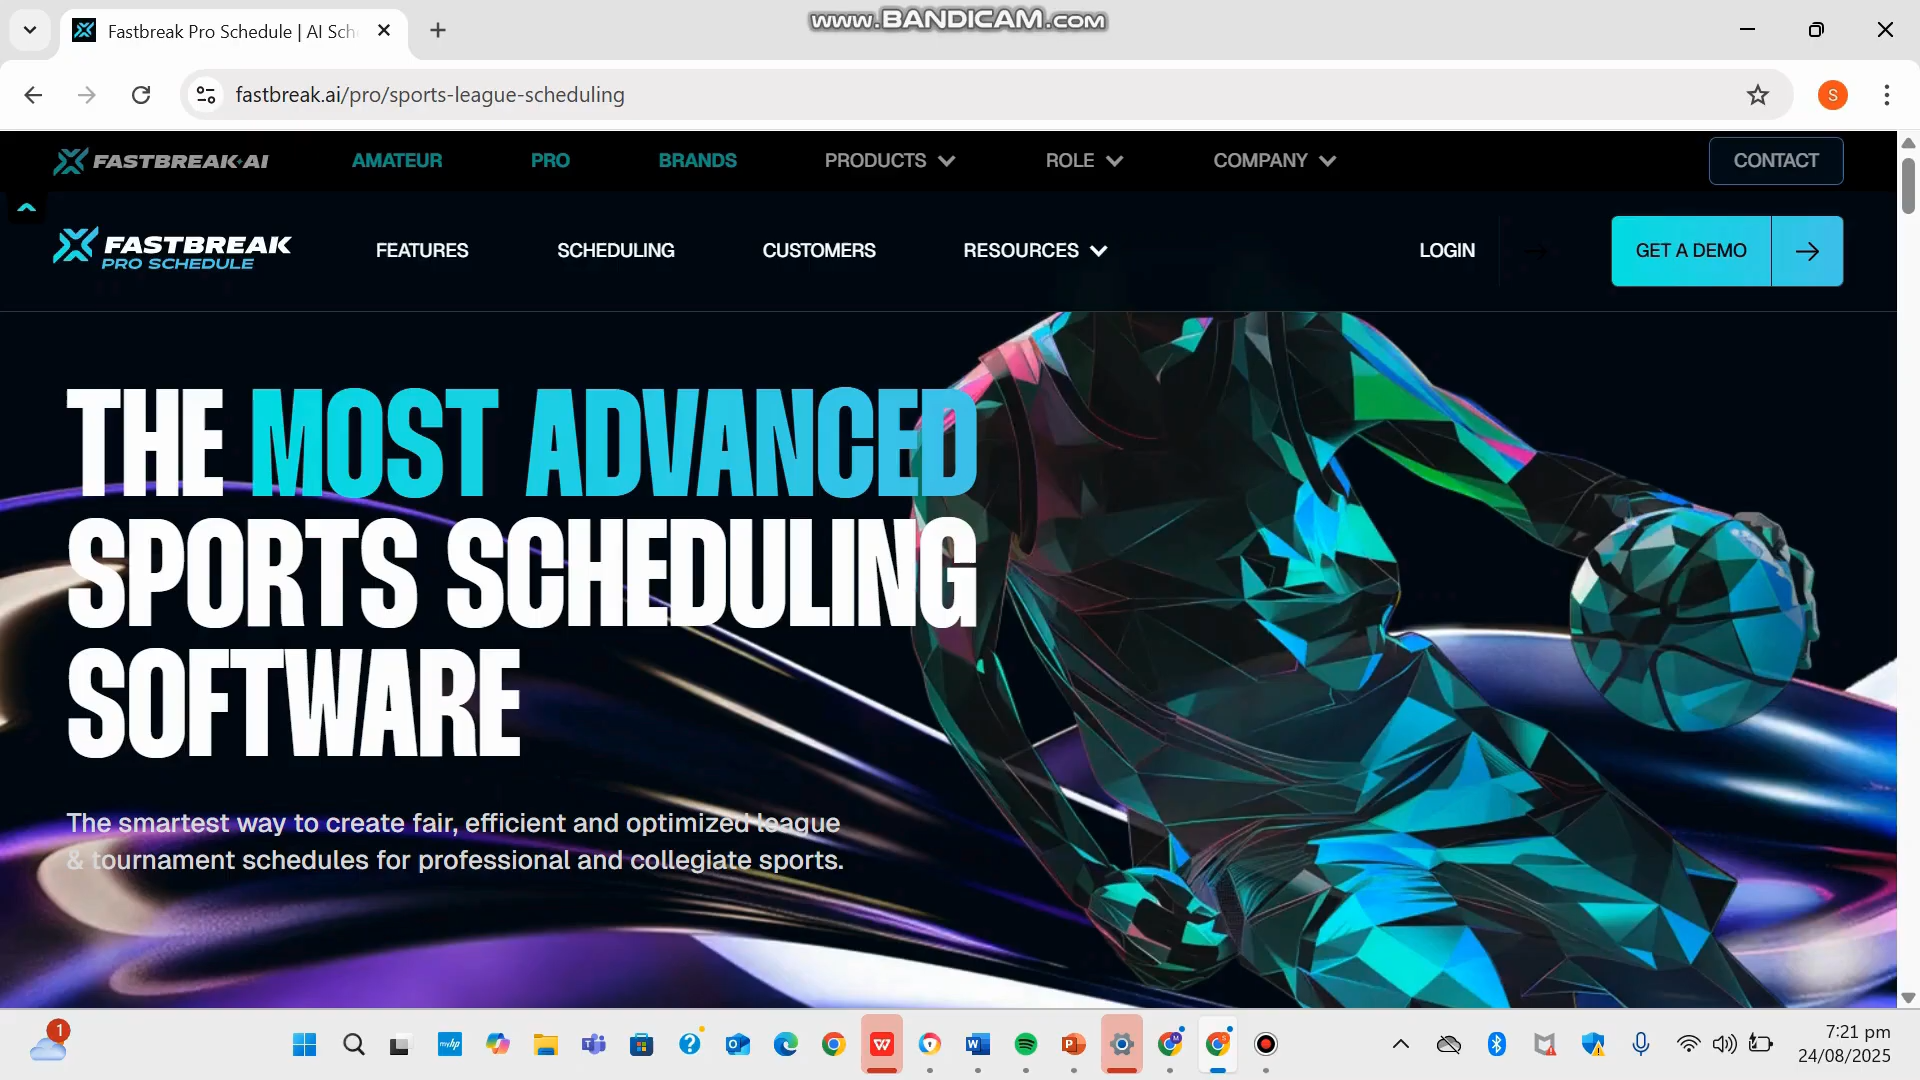 www.BANDICAM.com
Fastbreak Pro Schedule | AI Sch
fastbreak.ai/pro/sports-league-scheduling
S
FASTBREAK AI
AMATEUR
PRO
BRANDS
PRODUCTS
ROLE
COMPANY
CONTACT
FASTBREAK
PRO SCHEDULE
FEATURES
SCHEDULING
CUSTOMERS
RESOURCES
LOGIN
GET A DEMO
THE MOST ADVANCED
SPORTS SCHEDULING
SOFTWARE
The smartest way to create fair, efficient and optimized league
& tournament schedules for professional and collegiate sports.
1
7:21 pm
24/08/2025